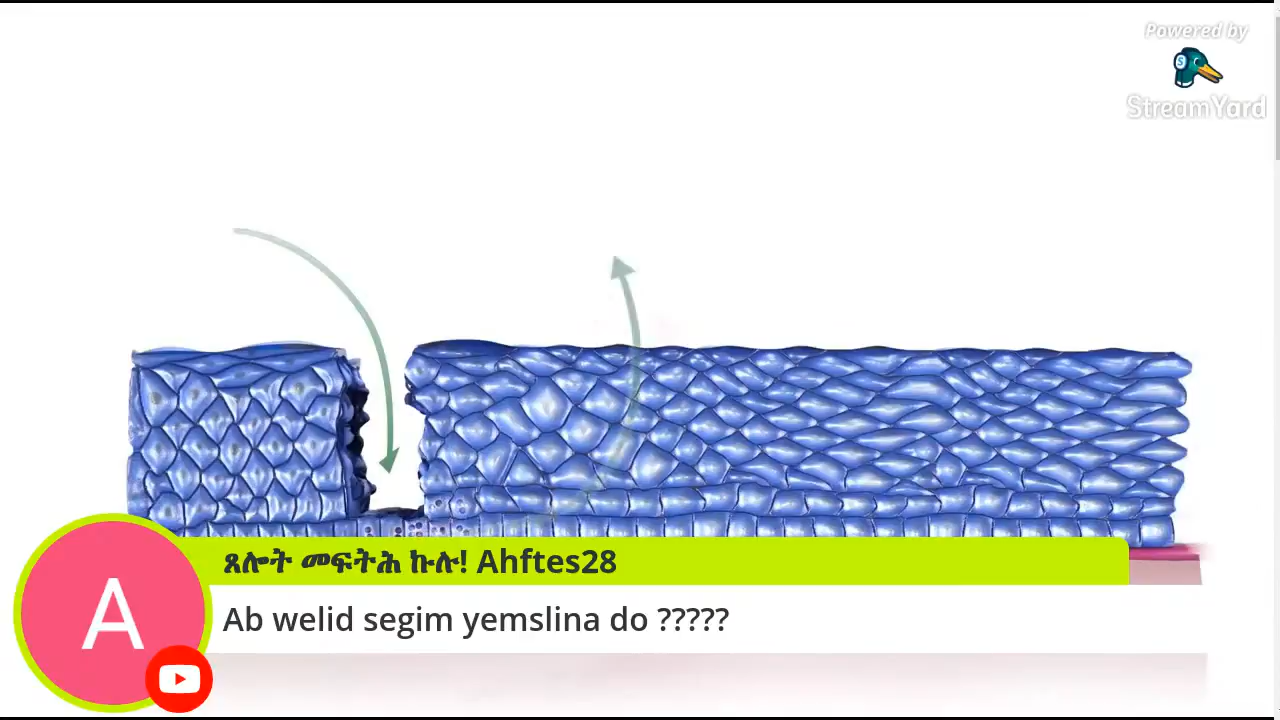 Powered by
StreamYard
ጸሎት መፍትሕ ኩሉ! Ahftes28
A
Ab welid segim yemslina do ?????